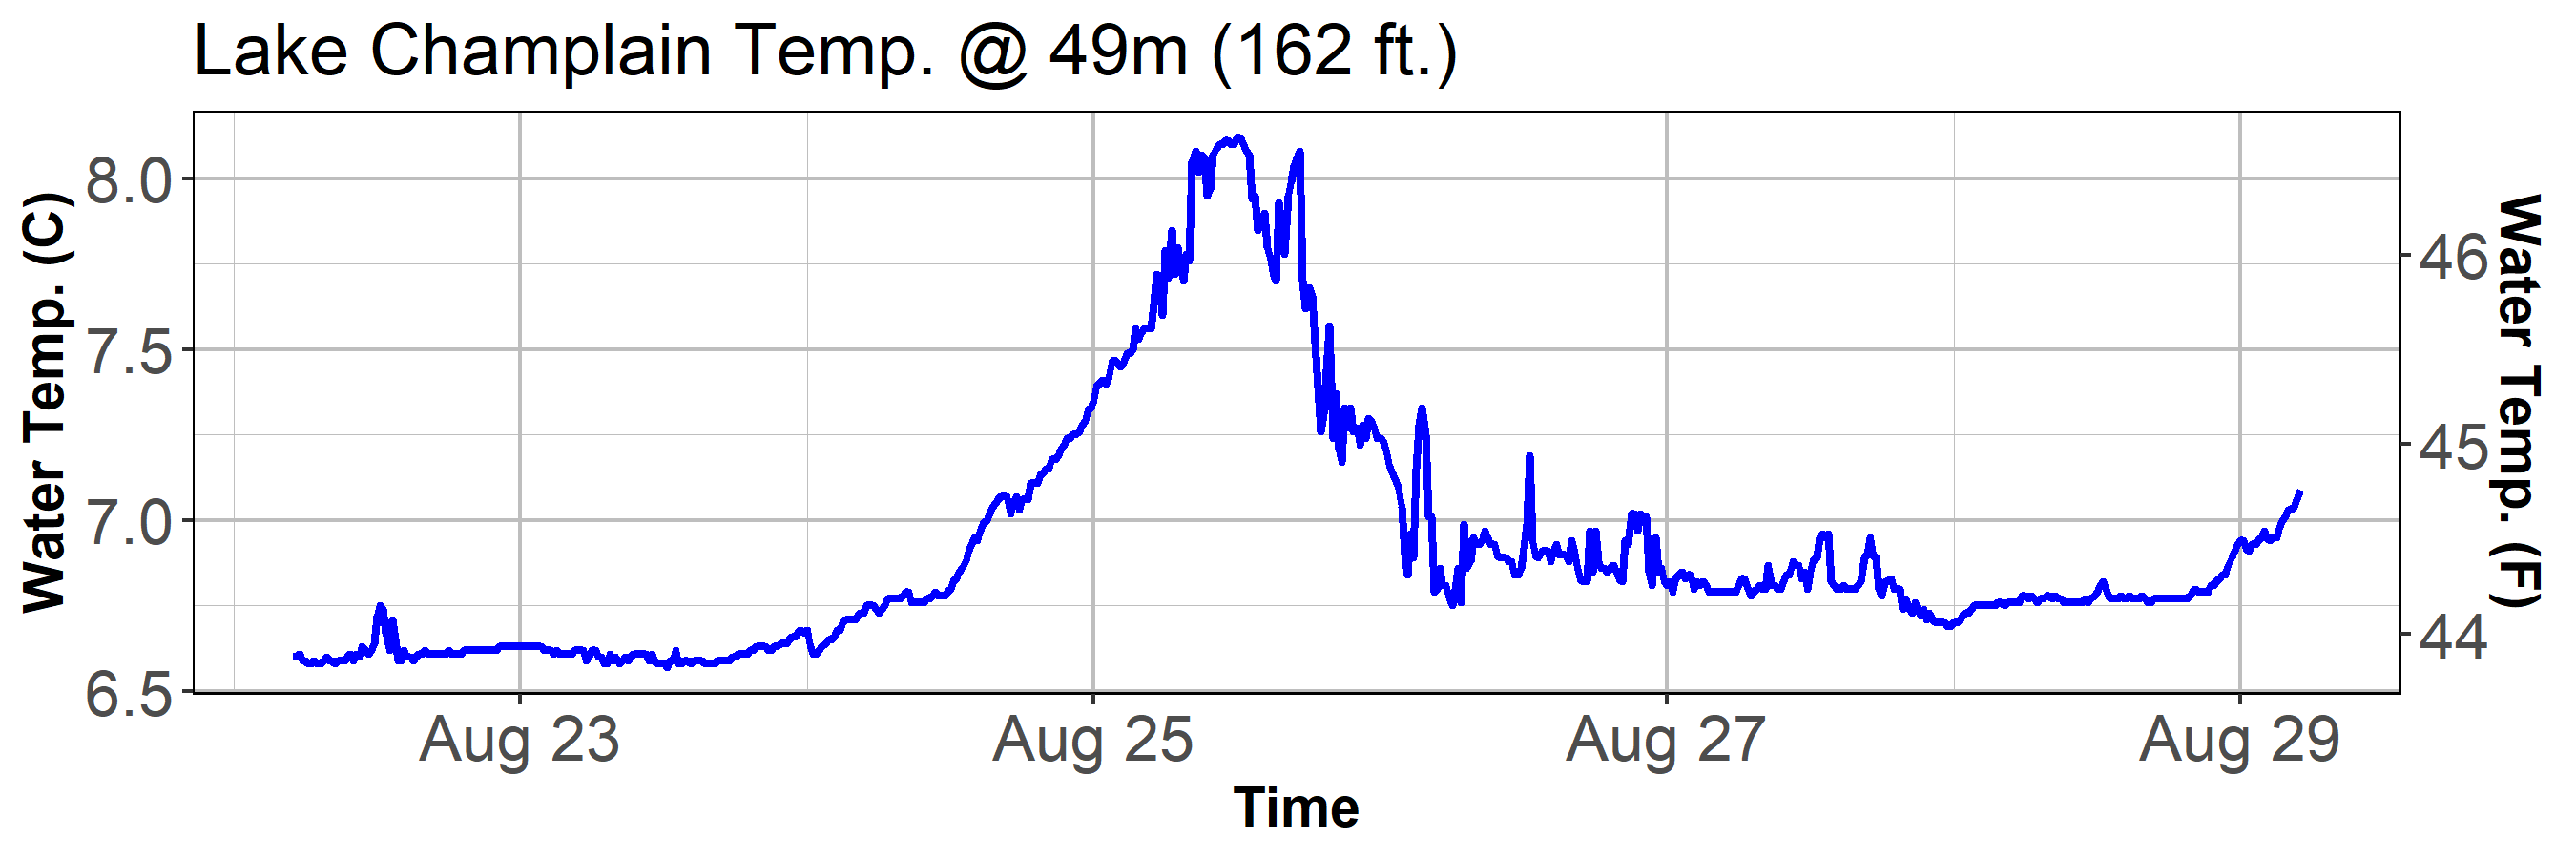 Lake Champlain Temp. @ 49m (162 ft.)
Water Temp. (C)
8.0
7.5
7.0
6.5
46
45
44
Water Temp. (F)
Aug 23
Aug 25
Aug 27
Aug 29
Time